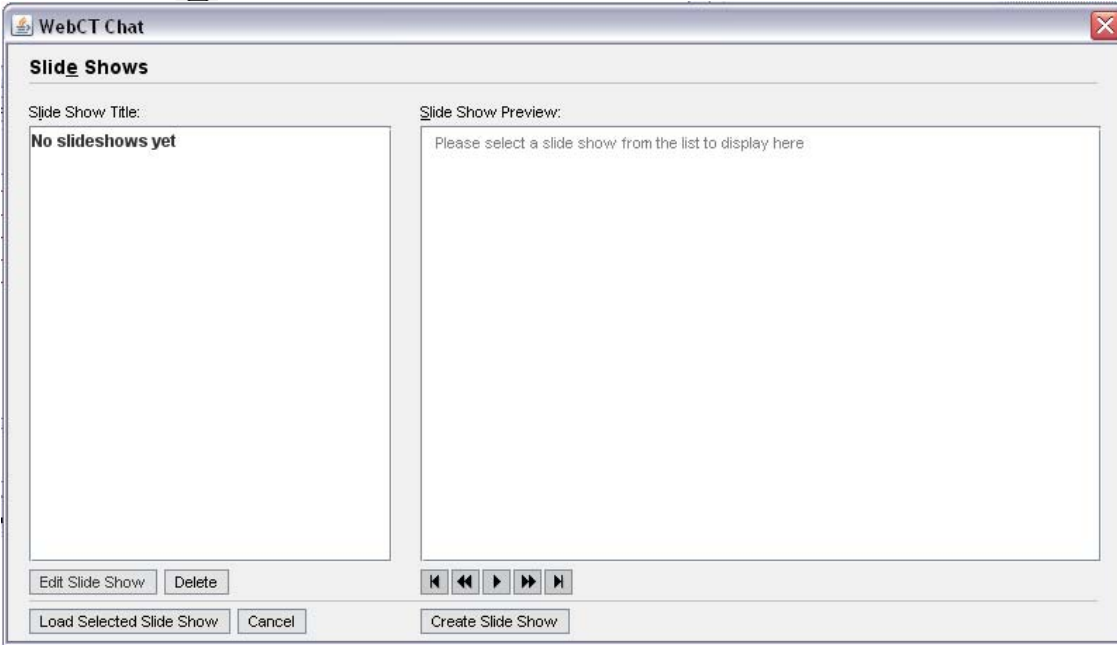 WebCT Chat
Slide Shows
Slide Show Title:
No slideshows yet
Slide Show Preview:
Please select a slide show from the list to display here
Edit Slide Show
Delete
Load Selected Slide Show
Cancel
Create Slide Show